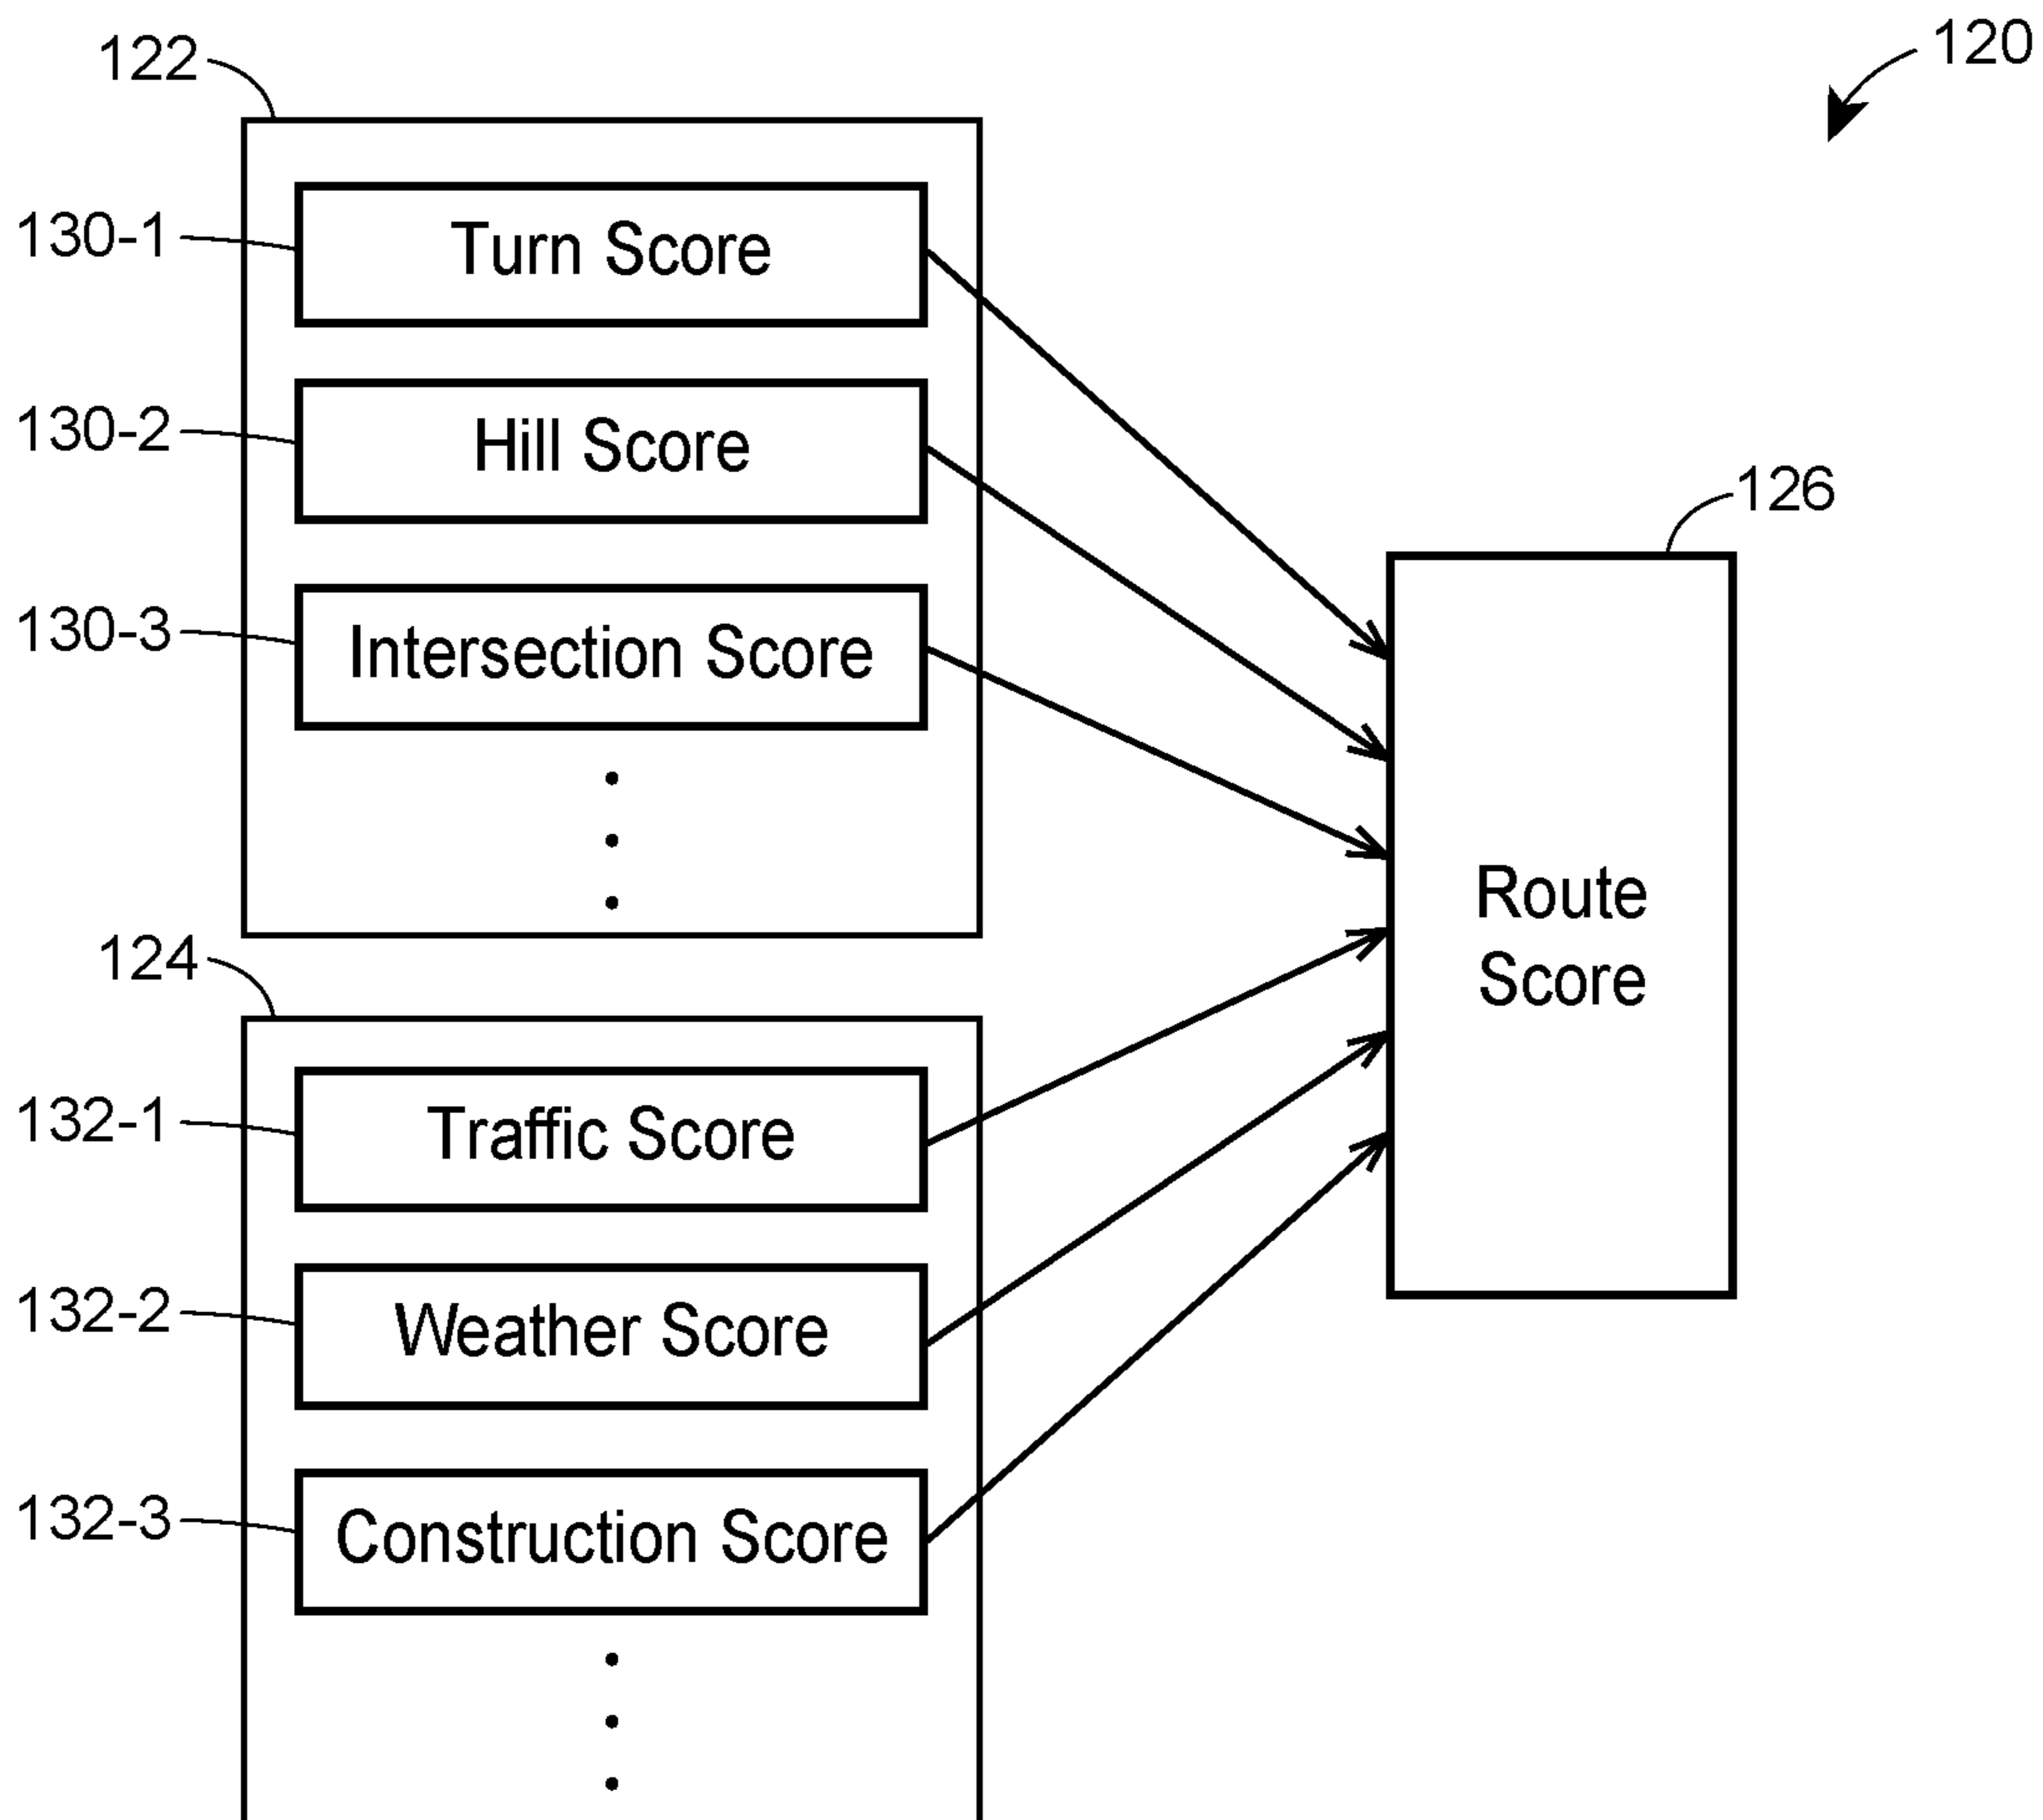 120
122
130-1
Turn Score
130-2
Hill Score
130-3
Intersection Score
126
Route
Score
124
132-1
Traffic Score
132-2
Weather Score
132-3
Construction Score